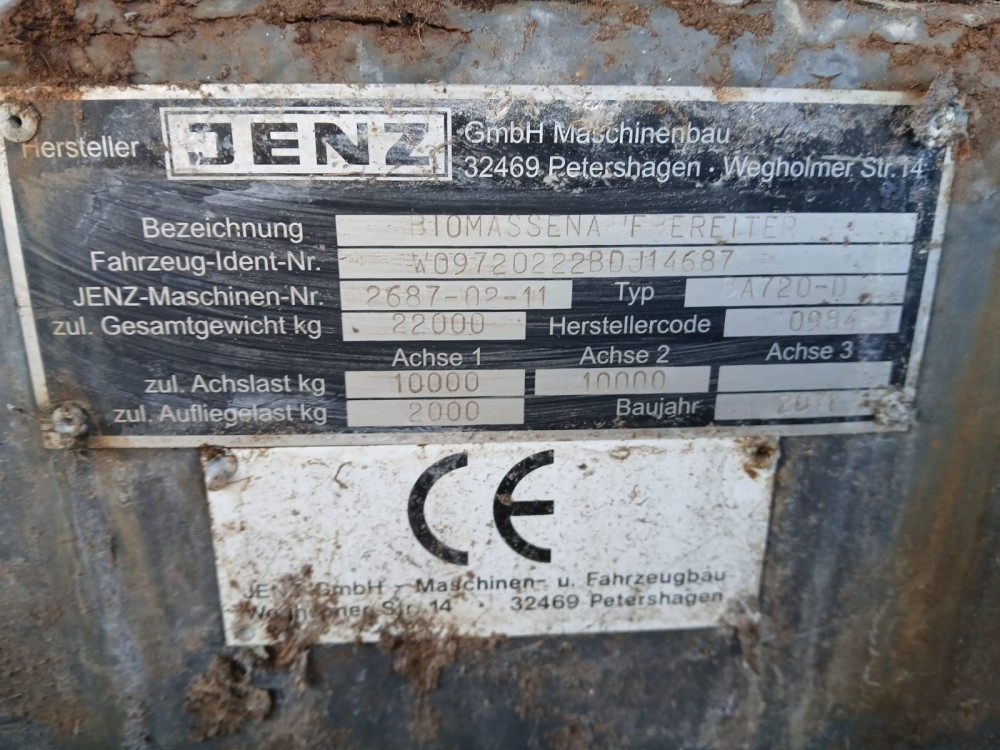 Hersteller JENZ GmbH Maschinenbau
32469 Petershagen · Wegholmer Str.14
Bezeichnung
Fahrzeug-Ident-Nr. W09720222BDJ14687
JENZ-Maschinen-Nr. 2687-02-11 Typ A720-D
zul. Gesamtgewicht kg 22000 Herstellercode 0984
Achse 1 Achse 2 Achse 3
zul. Achslast kg 10000 10000
zul. Aufliegelast kg 2000 Baujahr
CE
GmbH - Maschinen- u. Fahrzeugbau
Str. 14 · 32469 Petershagen